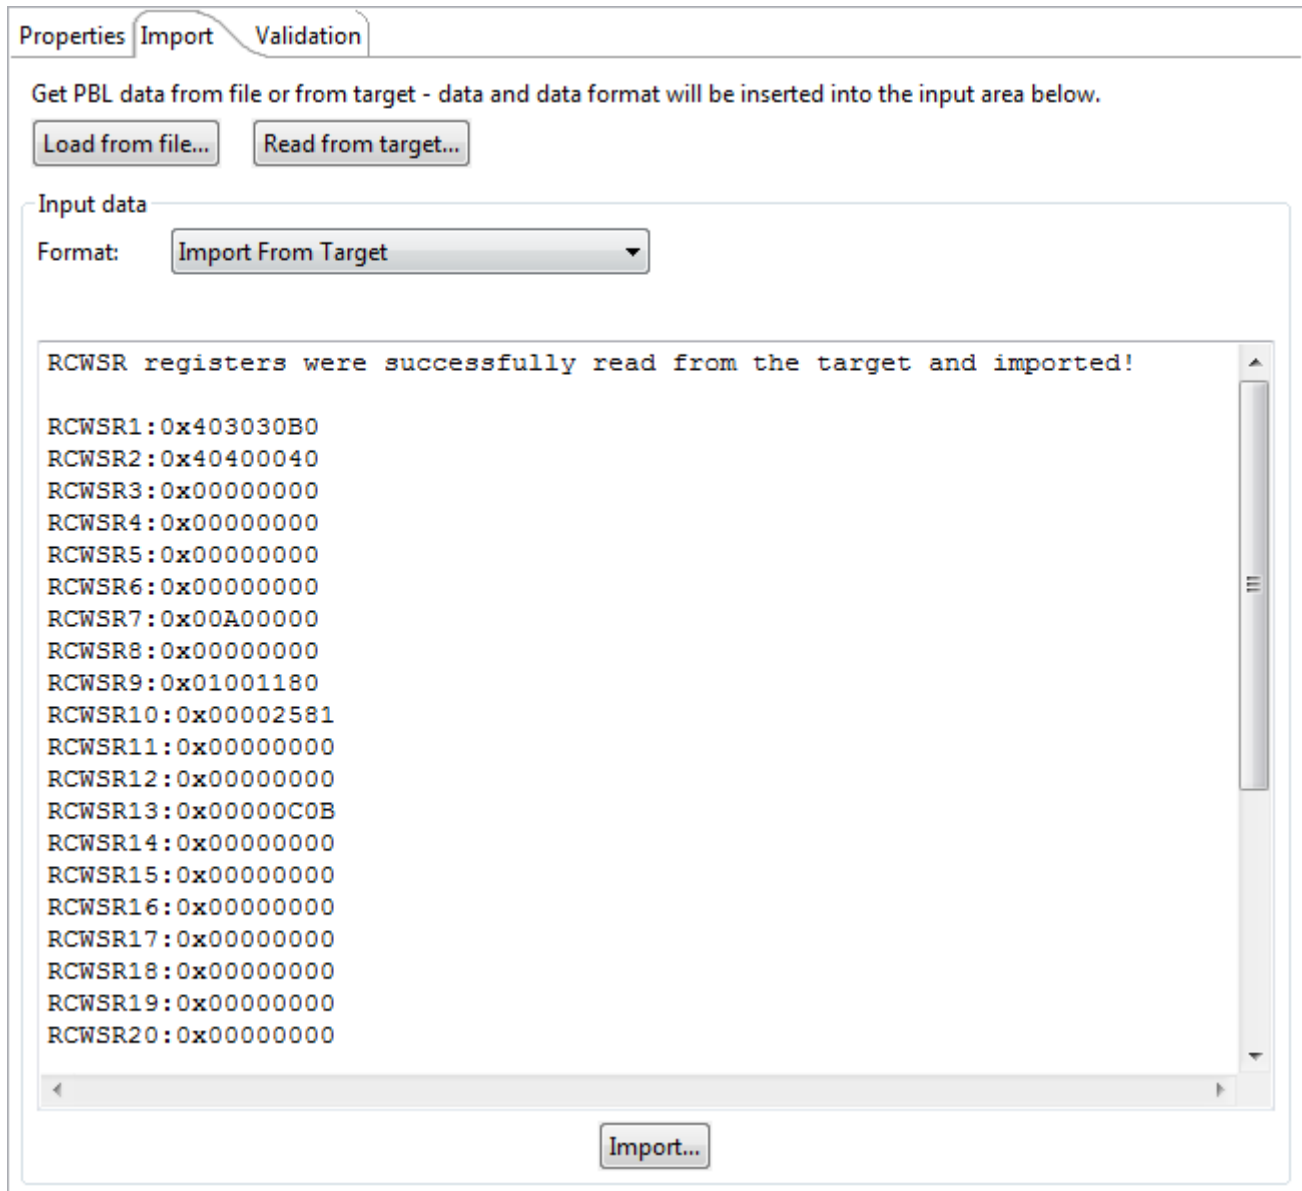 Properties Import Validation
Get PBL data from file or from target - data and data format will be inserted into the input area below.
Load from file... Read from target...
Input data
Format: Import From Target
RCWSR registers were successfully read from the target and imported!
RCWSR1:0x403030B0
RCWSR2:0x40400040
RCWSR3:0x00000000
RCWSR4:0x00000000
RCWSR5:0x00000000
RCWSR6:0x00000000
RCWSR7:0x00A00000
RCWSR8:0x00000000
RCWSR9:0x01001180
RCWSR10:0x00002581
RCWSR11:0x00000000
RCWSR12:0x00000000
RCWSR13:0x00000C0B
RCWSR14:0x00000000
RCWSR15:0x00000000
RCWSR16:0x00000000
RCWSR17:0x00000000
RCWSR18:0x00000000
RCWSR19:0x00000000
RCWSR20:0x00000000
Import...